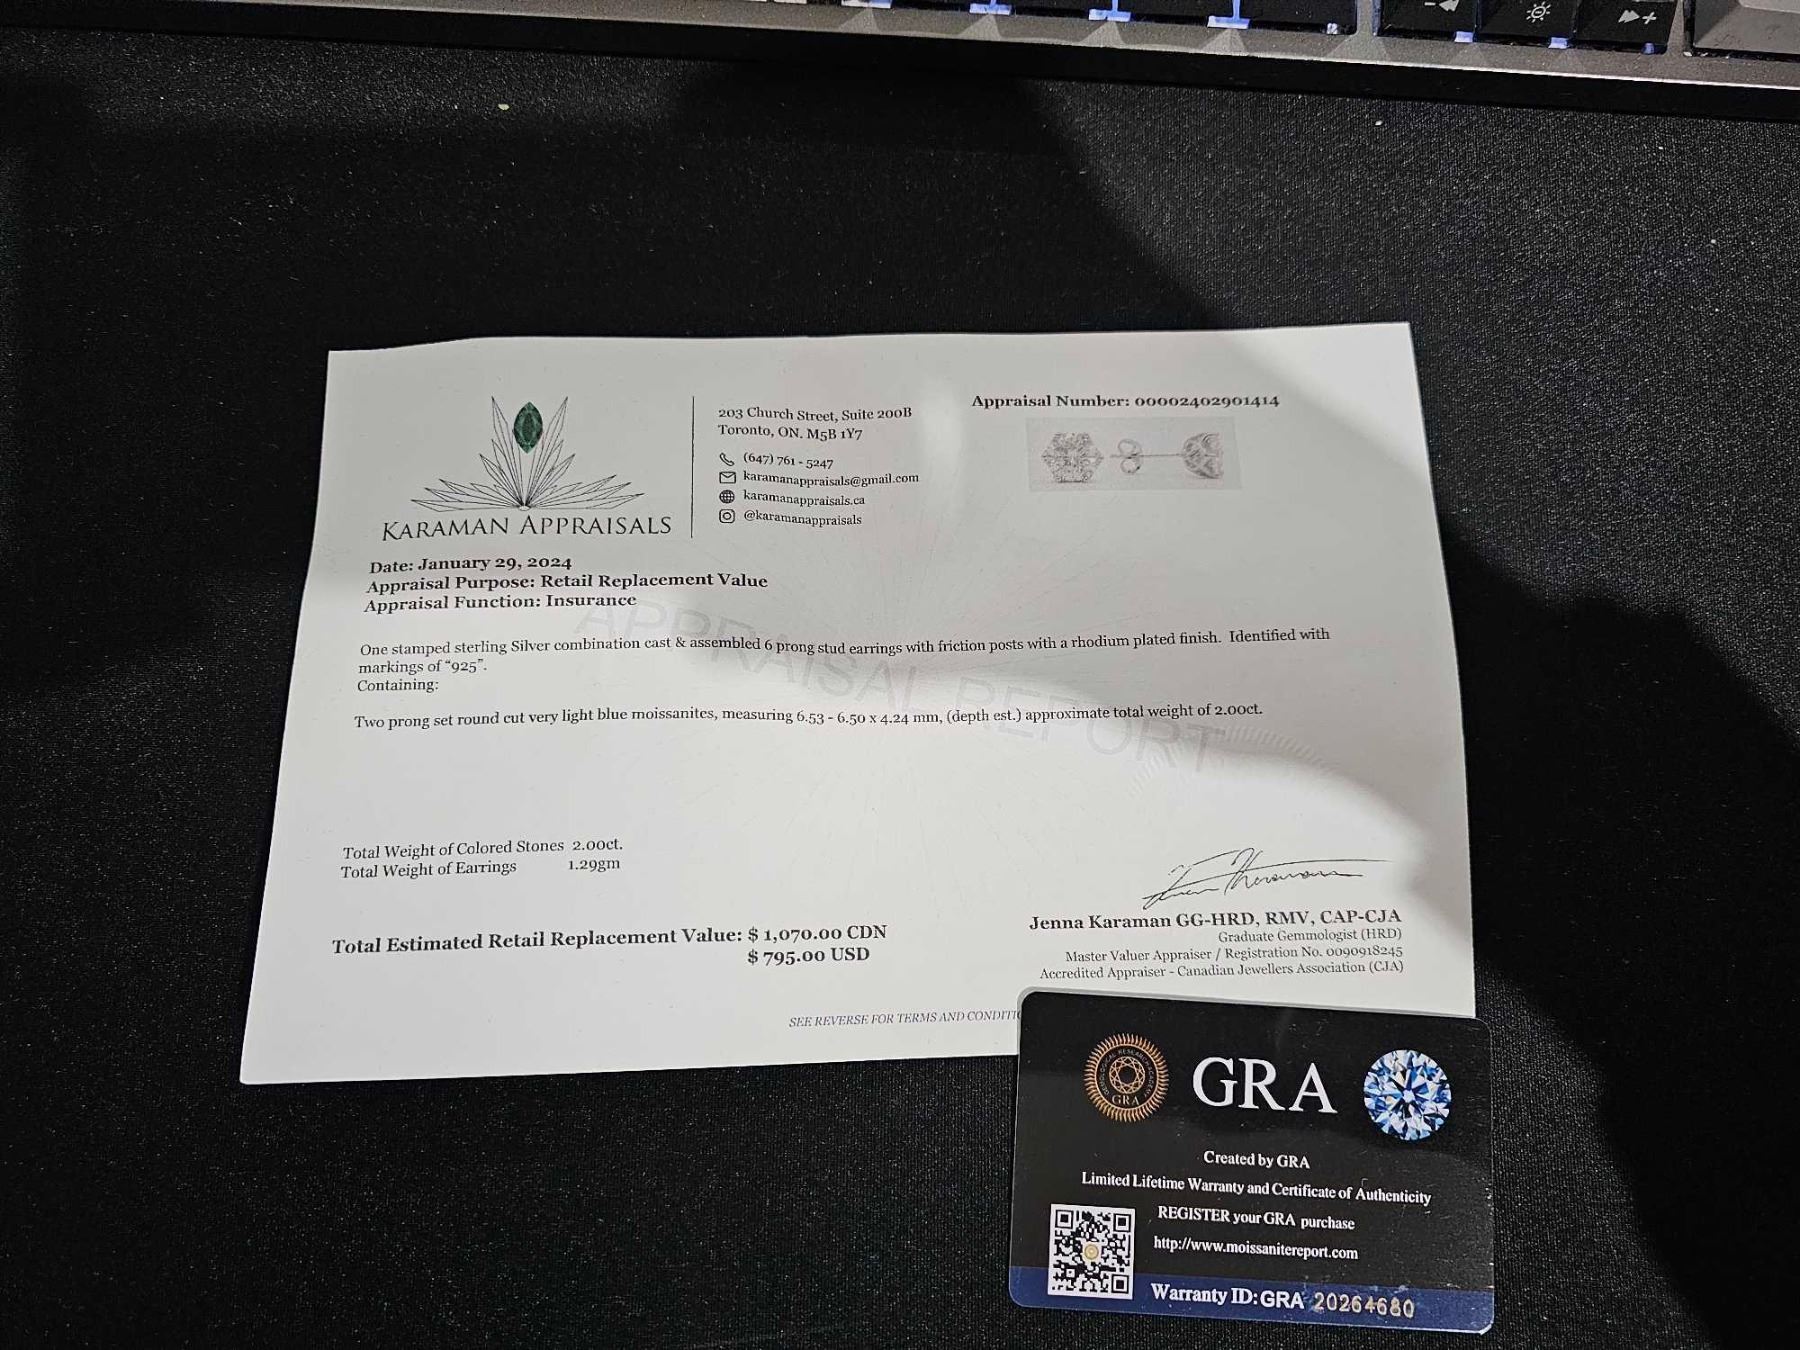 KARAMAN APPRAISALS
203 Church Street, Suite 200B
Toronto, ON. M5B 1Y7
(647) 761 - 5247
karamanappraisals@gmail.com
karamanappraisals.ca
@karamanappraisals
Appraisal Number: 00002402901414
Date: January 29, 2024
Appraisal Purpose: Retail Replacement Value
Appraisal Function: Insurance
APPRAISAL REPORT
One stamped sterling Silver combination cast & assembled 6 prong stud earrings with friction posts with a rhodium plated finish. Identified with
markings of “925”.
Containing:
Two prong set round cut very light blue moissanites, measuring 6.53 - 6.50 x 4.24 mm, (depth est.) approximate total weight of 2.00ct.
Total Weight of Colored Stones 2.00ct.
Total Weight of Earrings 1.29gm
Total Estimated Retail Replacement Value: $ 1,070.00 CDN
$ 795.00 USD
Jenna Karaman GG-HRD, RMV, CAP-CJA
Graduate Gemmologist (HRD)
Master Valuer Appraiser / Registration No. 0090918245
Accredited Appraiser - Canadian Jewellers Association (CJA)
SEE REVERSE FOR TERMS AND CONDITIO
GRA
GRA
Created by GRA
Limited Lifetime Warranty and Certificate of Authenticity
REGISTER your GRA purchase
http://www.moissanitereport.com
Warranty ID:GRA 20264680